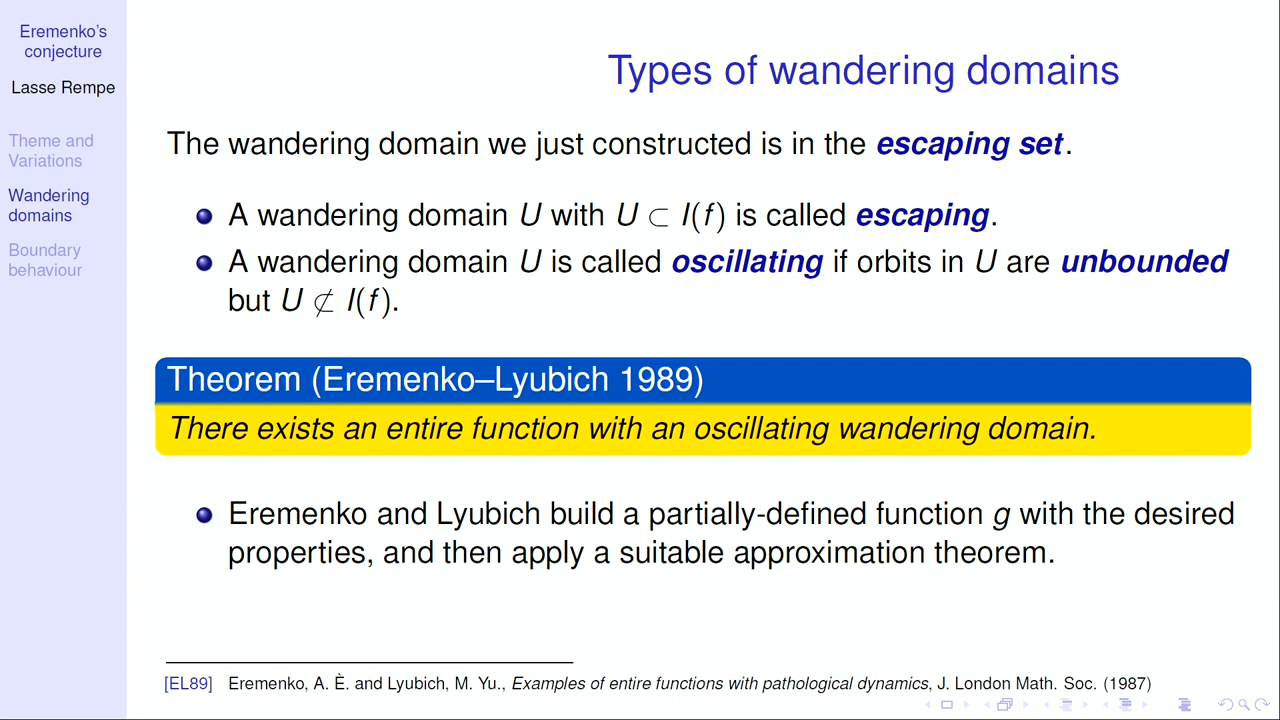 Eremenko's
conjecture
Lasse Rempe
Theme and
Variations
Wandering
domains
Boundary
behaviour
Types of wandering domains
The wandering domain we just constructed is in the escaping set.
A wandering domain U with U ⊂ I(f) is called escaping.
A wandering domain U is called oscillating if orbits in U are unbounded
but U ⊄ I(f).
Theorem (Eremenko–Lyubich 1989)
There exists an entire function with an oscillating wandering domain.
Eremenko and Lyubich build a partially-defined function g with the desired
properties, and then apply a suitable approximation theorem.
[EL89] Eremenko, A. È. and Lyubich, M. Yu., Examples of entire functions with pathological dynamics, J. London Math. Soc. (1987)